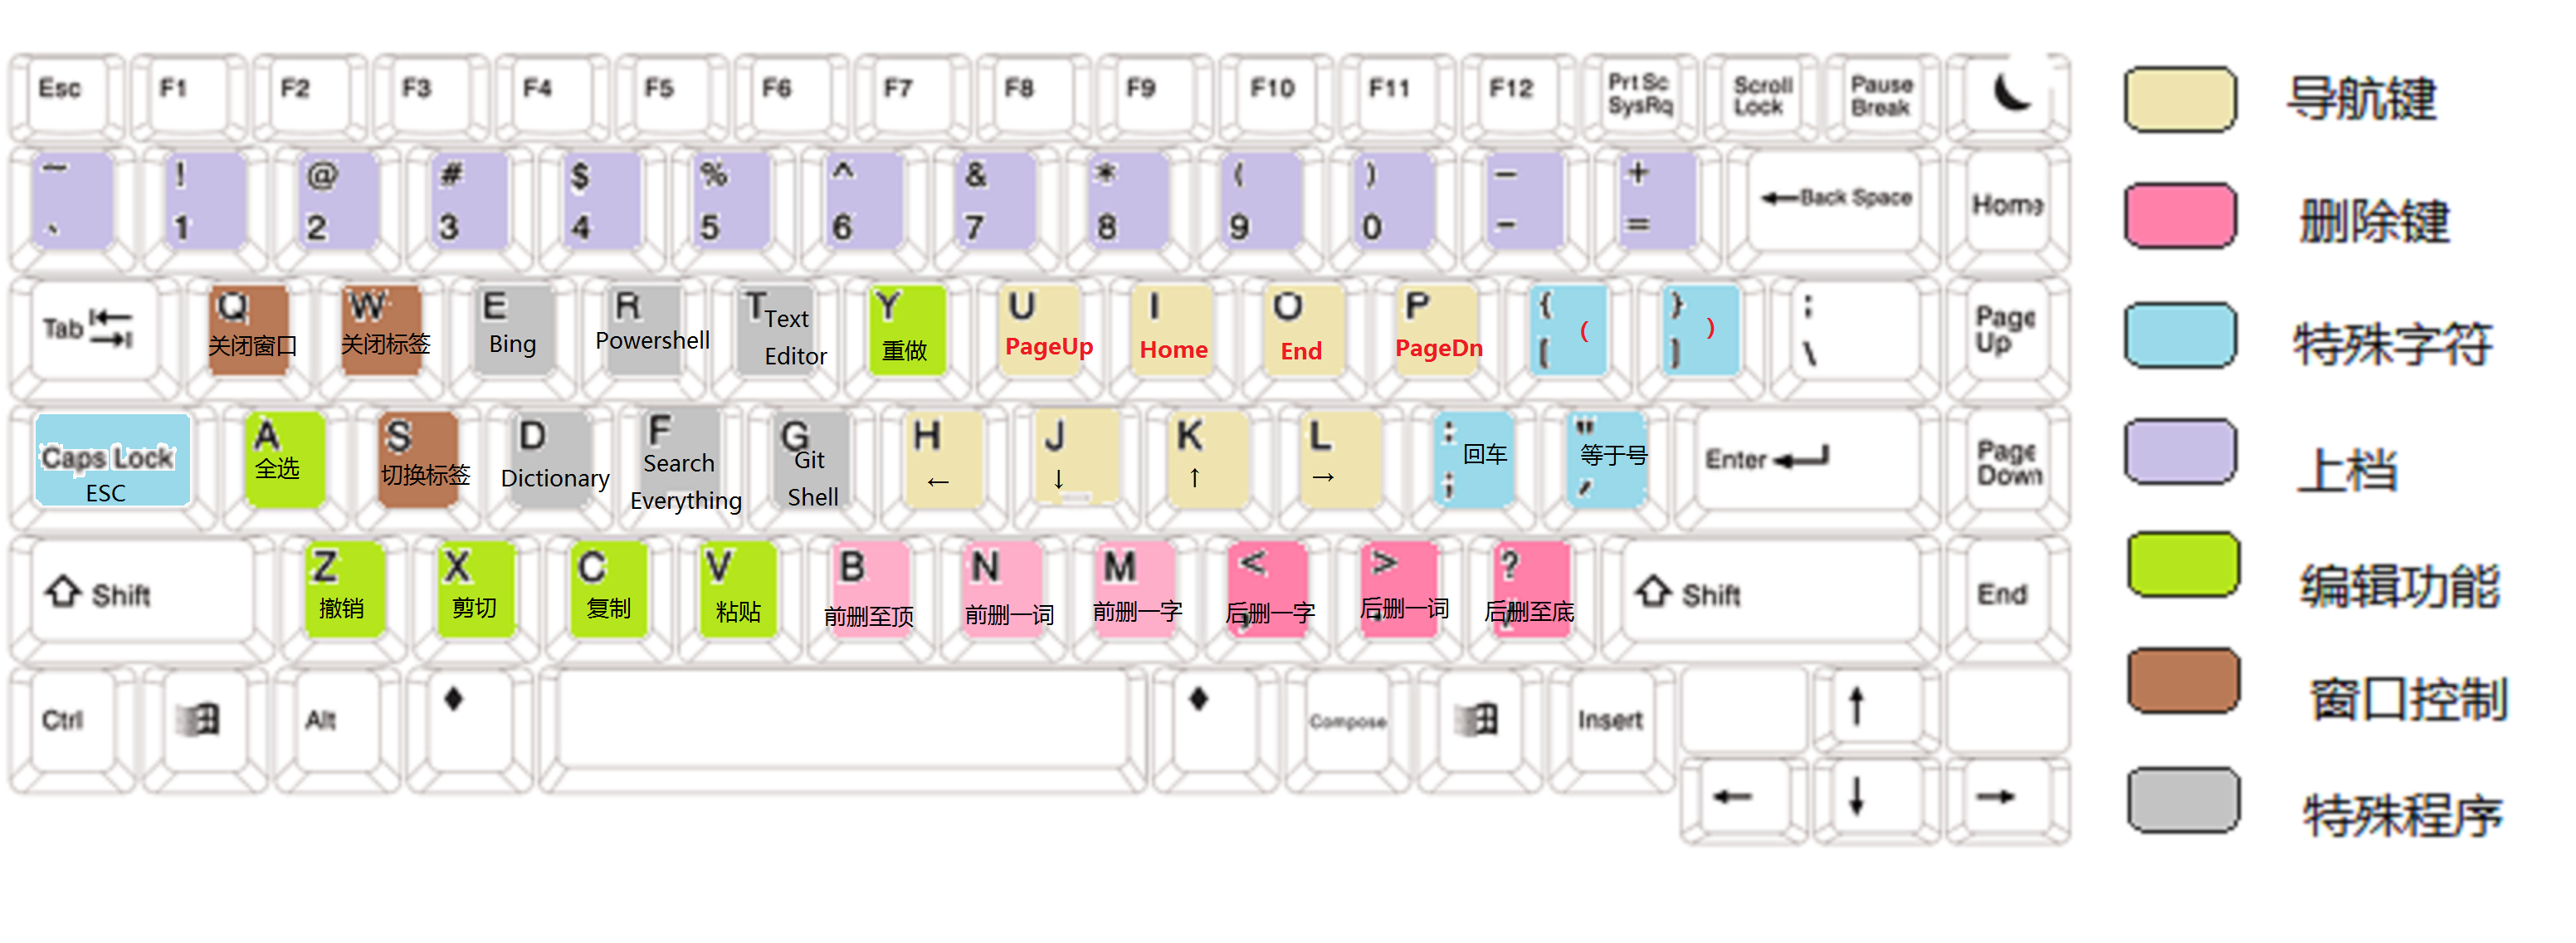 Esc F1 F2 F3 F4 F5 F6 F7 F8 F9 F10 F11 F12 Prt Sc SysRq Scroll Lock Pause Break
~ ! @ # $ % ^ & * ( ) — +
` 1 2 3 4 5 6 7 8 9 0 - = ←Back Space Home
Tab Q W E R T Y U I O P { } ; Page Up
关闭窗口 关闭标签 Bing Powershell Text Editor 重做 PageUp Home End PageDn [ ( ] ) \
Caps Lock A S D F G H J K L : " Enter Page Down
ESC 全选 切换标签 Dictionary Search Everything Git Shell ← ↓ ↑ → ; 回车 ' 等于号
Shift Z X C V B N M < > ? Shift End
撤销 剪切 复制 粘贴 前删至顶 前删一词 前删一字 后删一字 后删一词 后删至底
Ctrl Alt ♦ ♦ Compose Insert ↑
← ↓ →
导航键
删除键
特殊字符
上档
编辑功能
窗口控制
特殊程序